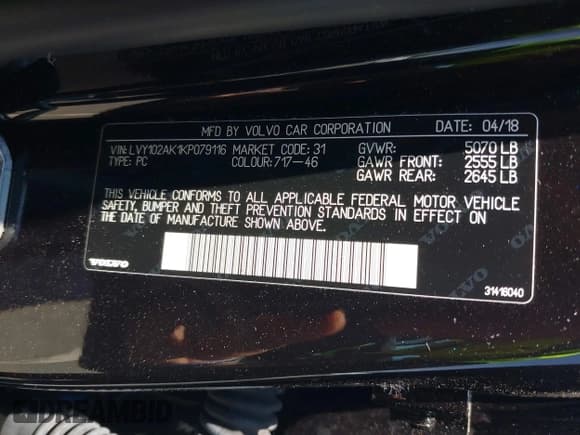 MFD BY VOLVO CAR CORPORATION DATE: 04/18
VIN: LVY102AK1KP079116 MARKET CODE: 31 GVWR: 5070 LB
TYPE: PC COLOUR: 717-46 GAWR FRONT: 2555 LB
GAWR REAR: 2645 LB
THIS VEHICLE CONFORMS TO ALL APPLICABLE FEDERAL MOTOR VEHICLE
SAFETY, BUMPER AND THEFT PREVENTION STANDARDS IN EFFECT ON
THE DATE OF MANUFACTURE SHOWN ABOVE.
VOLVO
31416040
DREAMBID